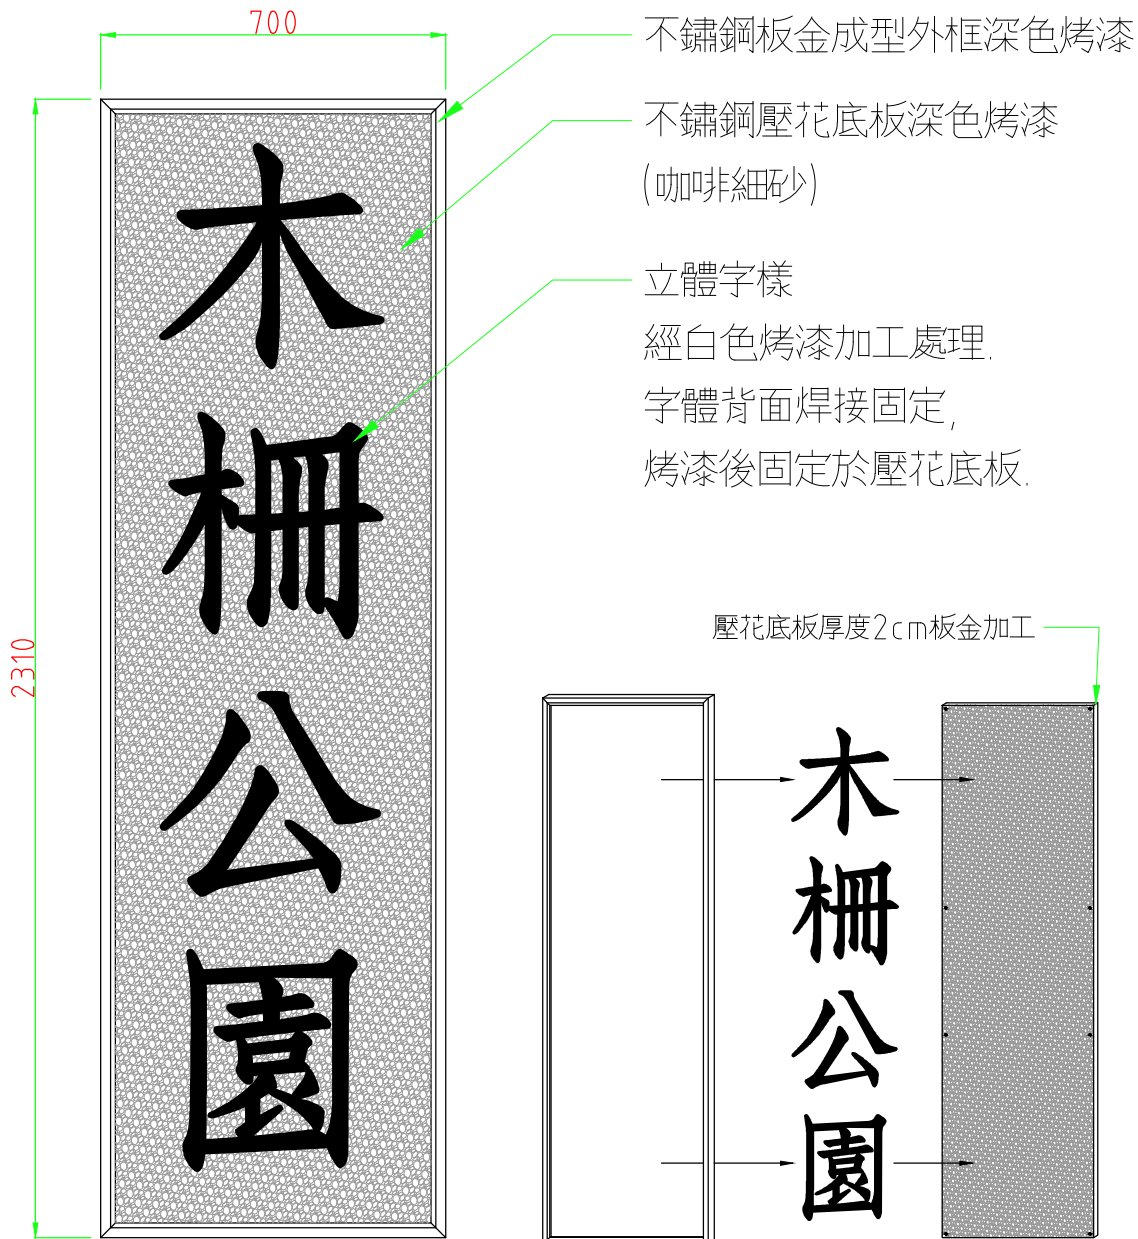 700
不鏽鋼板金成型外框深色烤漆
不鏽鋼壓花底板深色烤漆
(咖啡細砂)
立體字樣
經白色烤漆加工處理.
字體背面焊接固定,
烤漆後固定於壓花底板.
2310
木
柵
公
園
壓花底板厚度2cm板金加工
木
柵
公
園